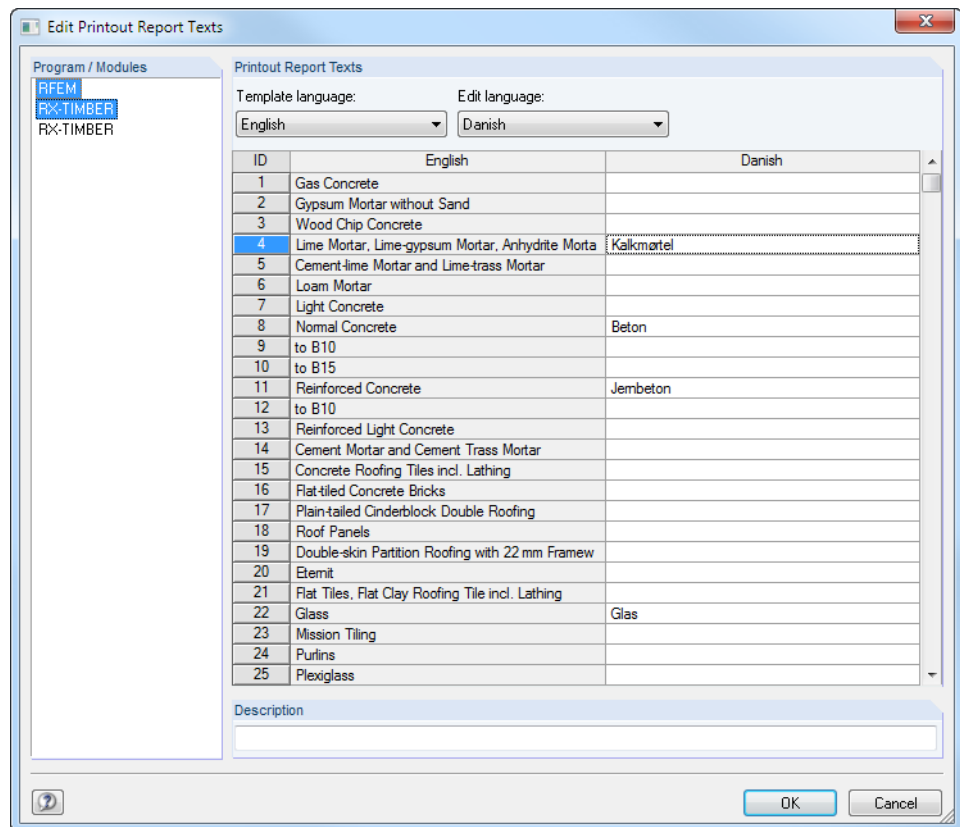 Edit Printout Report Texts
Program / Modules
RFEM
RX-TIMBER
RX-TIMBER
Printout Report Texts
Template language: Edit language:
English Danish
ID English Danish
1 Gas Concrete
2 Gypsum Mortar without Sand
3 Wood Chip Concrete
4 Lime Mortar, Lime-gypsum Mortar, Anhydrite Morta Kalkmørtel
5 Cement-lime Mortar and Lime-trass Mortar
6 Loam Mortar
7 Light Concrete
8 Normal Concrete Beton
9 to B10
10 to B15
11 Reinforced Concrete Jernbeton
12 to B10
13 Reinforced Light Concrete
14 Cement Mortar and Cement Trass Mortar
15 Concrete Roofing Tiles incl. Lathing
16 Flat-tiled Concrete Bricks
17 Plain-tailed Cinderblock Double Roofing
18 Roof Panels
19 Double-skin Partition Roofing with 22 mm Framew
20 Eternit
21 Flat Tiles, Flat Clay Roofing Tile incl. Lathing
22 Glass Glas
23 Mission Tiling
24 Purlins
25 Plexiglass
Description
OK Cancel